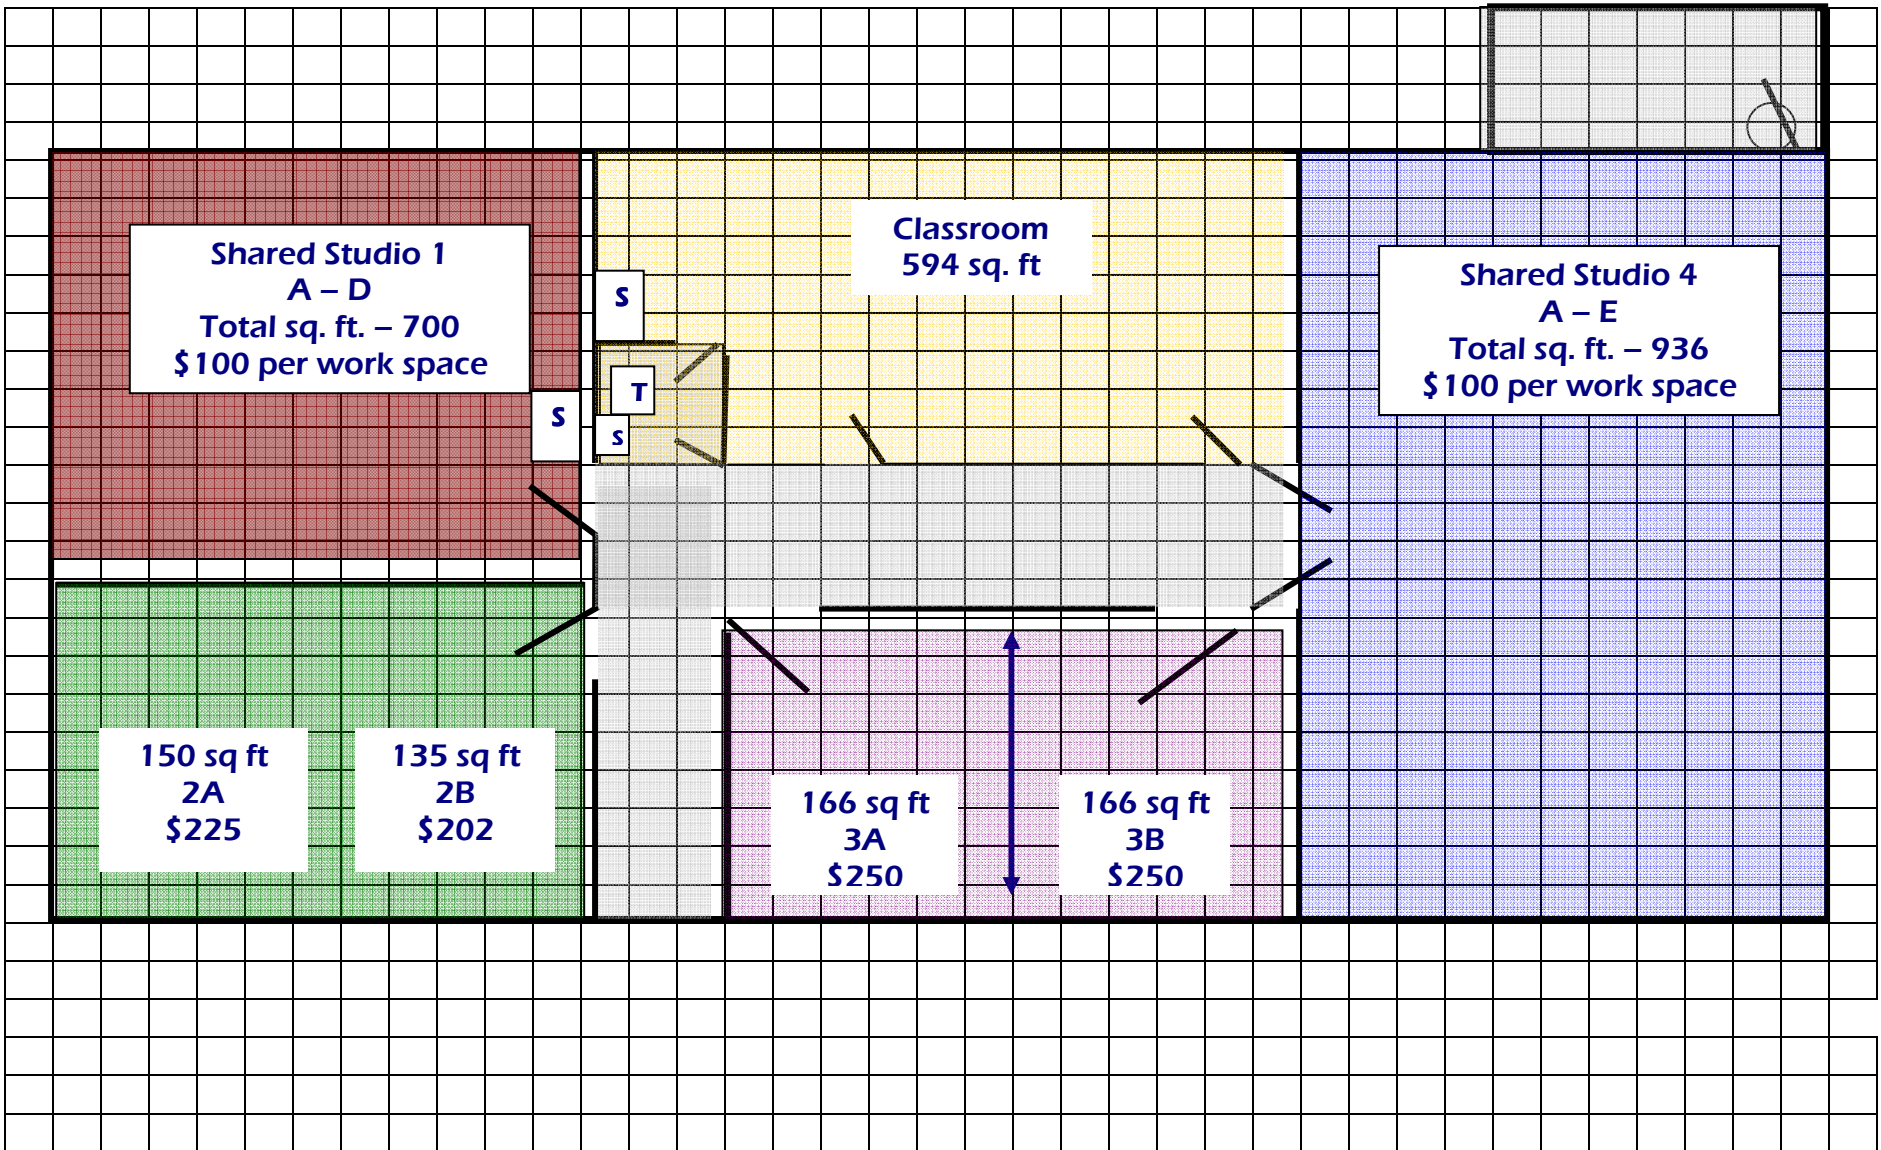 Shared Studio 1
A – D
Total sq. ft. – 700
$100 per work space
Classroom
594 sq. ft
Shared Studio 4
A – E
Total sq. ft. – 936
$100 per work space
S
T
S
s
150 sq ft
2A
$225
135 sq ft
2B
$202
166 sq ft
3A
$250
166 sq ft
3B
$250